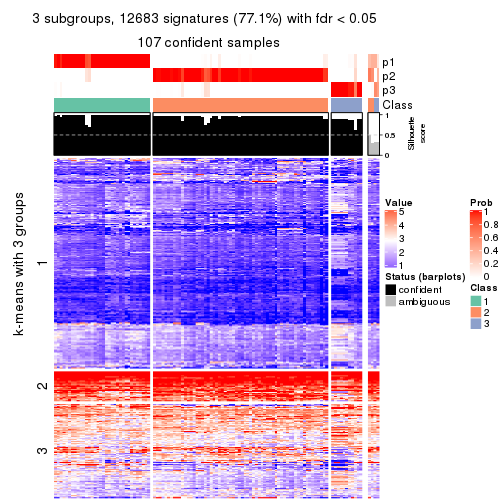 3 subgroups, 12683 signatures (77.1%) with fdr < 0.05
107 confident samples
p1
p2
p3
Class
1
0.5
0
Silhouette
score
k-means with 3 groups
1
2
3
Value
5
4
3
2
1
Status (barplots)
confident
ambiguous
Prob
1
0.8
0.6
0.4
0.2
0
Class
1
2
3